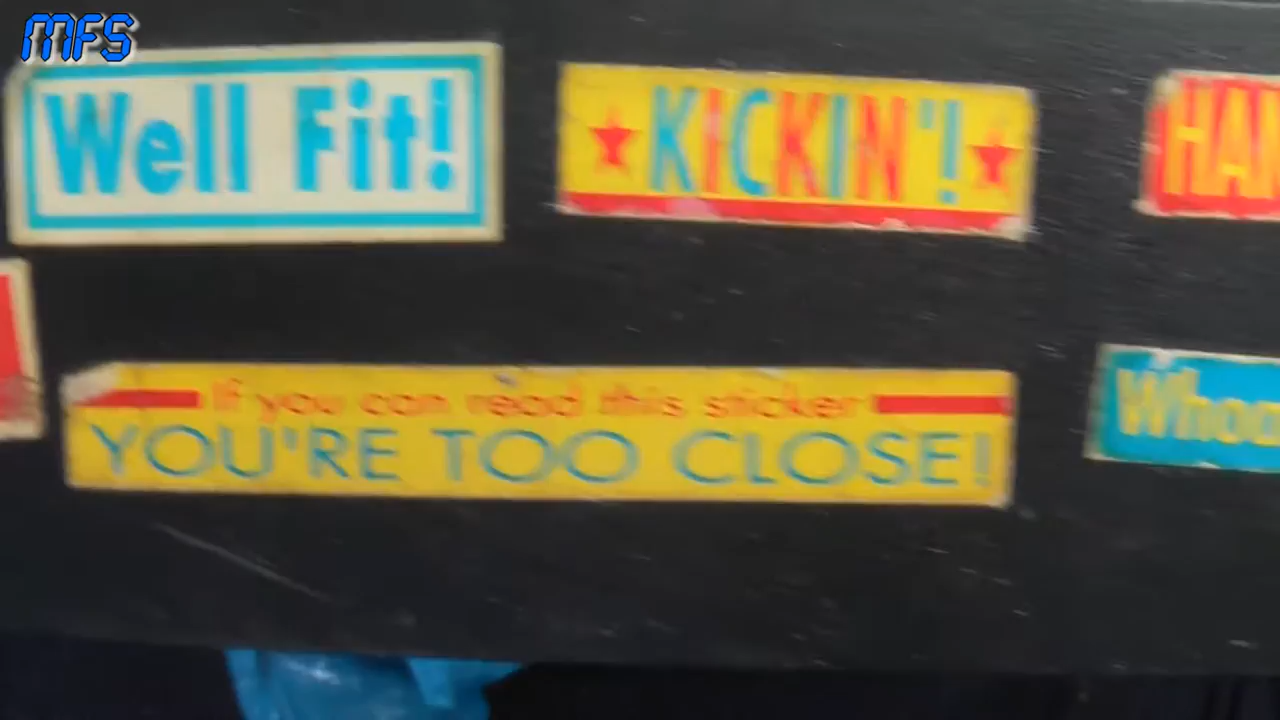 MFS
Well Fit!
KICKIN'!
If you can read this sticker
YOU'RE TOO CLOSE!